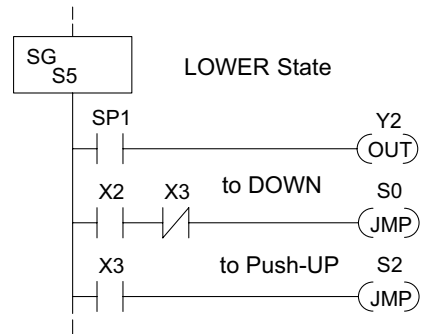 SG
S5
LOWER State
SP1 Y2
OUT
X2 X3 to DOWN S0
JMP
X3 to Push-UP S2
JMP